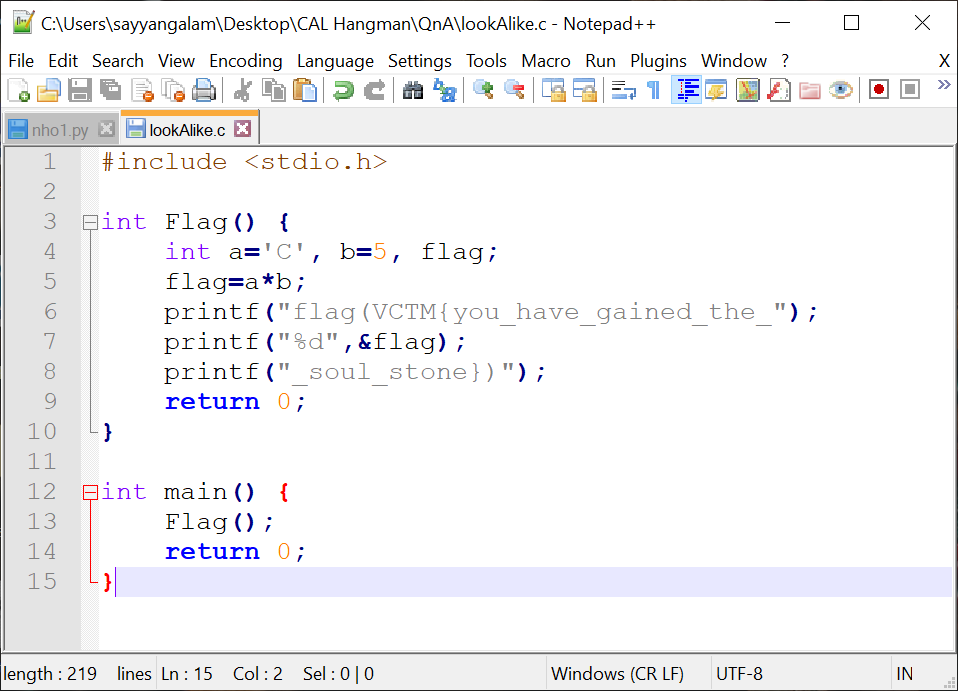 C:\Users\sayyangalam\Desktop\CAL Hangman\QnA\lookAlike.c - Notepad++
File Edit Search View Encoding Language Settings Tools Macro Run Plugins Window ? X
nho1.py lookAlike.c
1 #include <stdio.h>
2
3 int Flag() {
4 int a='C', b=5, flag;
5 flag=a*b;
6 printf("flag(VCTM{you_have_gained_the_");
7 printf("%d",&flag);
8 printf("_soul_stone})");
9 return 0;
10 }
11
12 int main() {
13 Flag();
14 return 0;
15 }
length : 219 lines Ln : 15 Col : 2 Sel : 0 | 0 Windows (CR LF) UTF-8 IN